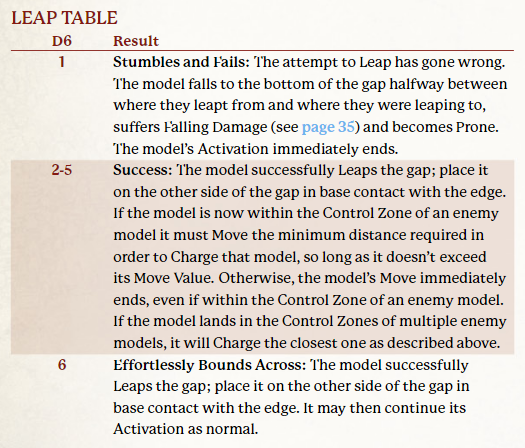 LEAP TABLE
D6 Result
1 Stumbles and Fails: The attempt to Leap has gone wrong.
The model falls to the bottom of the gap halfway between
where they leapt from and where they were leaping to,
suffers Falling Damage (see page 35) and becomes Prone.
The model’s Activation immediately ends.
2-5 Success: The model successfully Leaps the gap; place it
on the other side of the gap in base contact with the edge.
If the model is now within the Control Zone of an enemy
model it must Move the minimum distance required in
order to Charge that model, so long as it doesn’t exceed
its Move Value. Otherwise, the model’s Move immediately
ends, even if within the Control Zone of an enemy model.
If the model lands in the Control Zones of multiple enemy
models, it will Charge the closest one as described above.
6 Effortlessly Bounds Across: The model successfully
Leaps the gap; place it on the other side of the gap in
base contact with the edge. It may then continue its
Activation as normal.